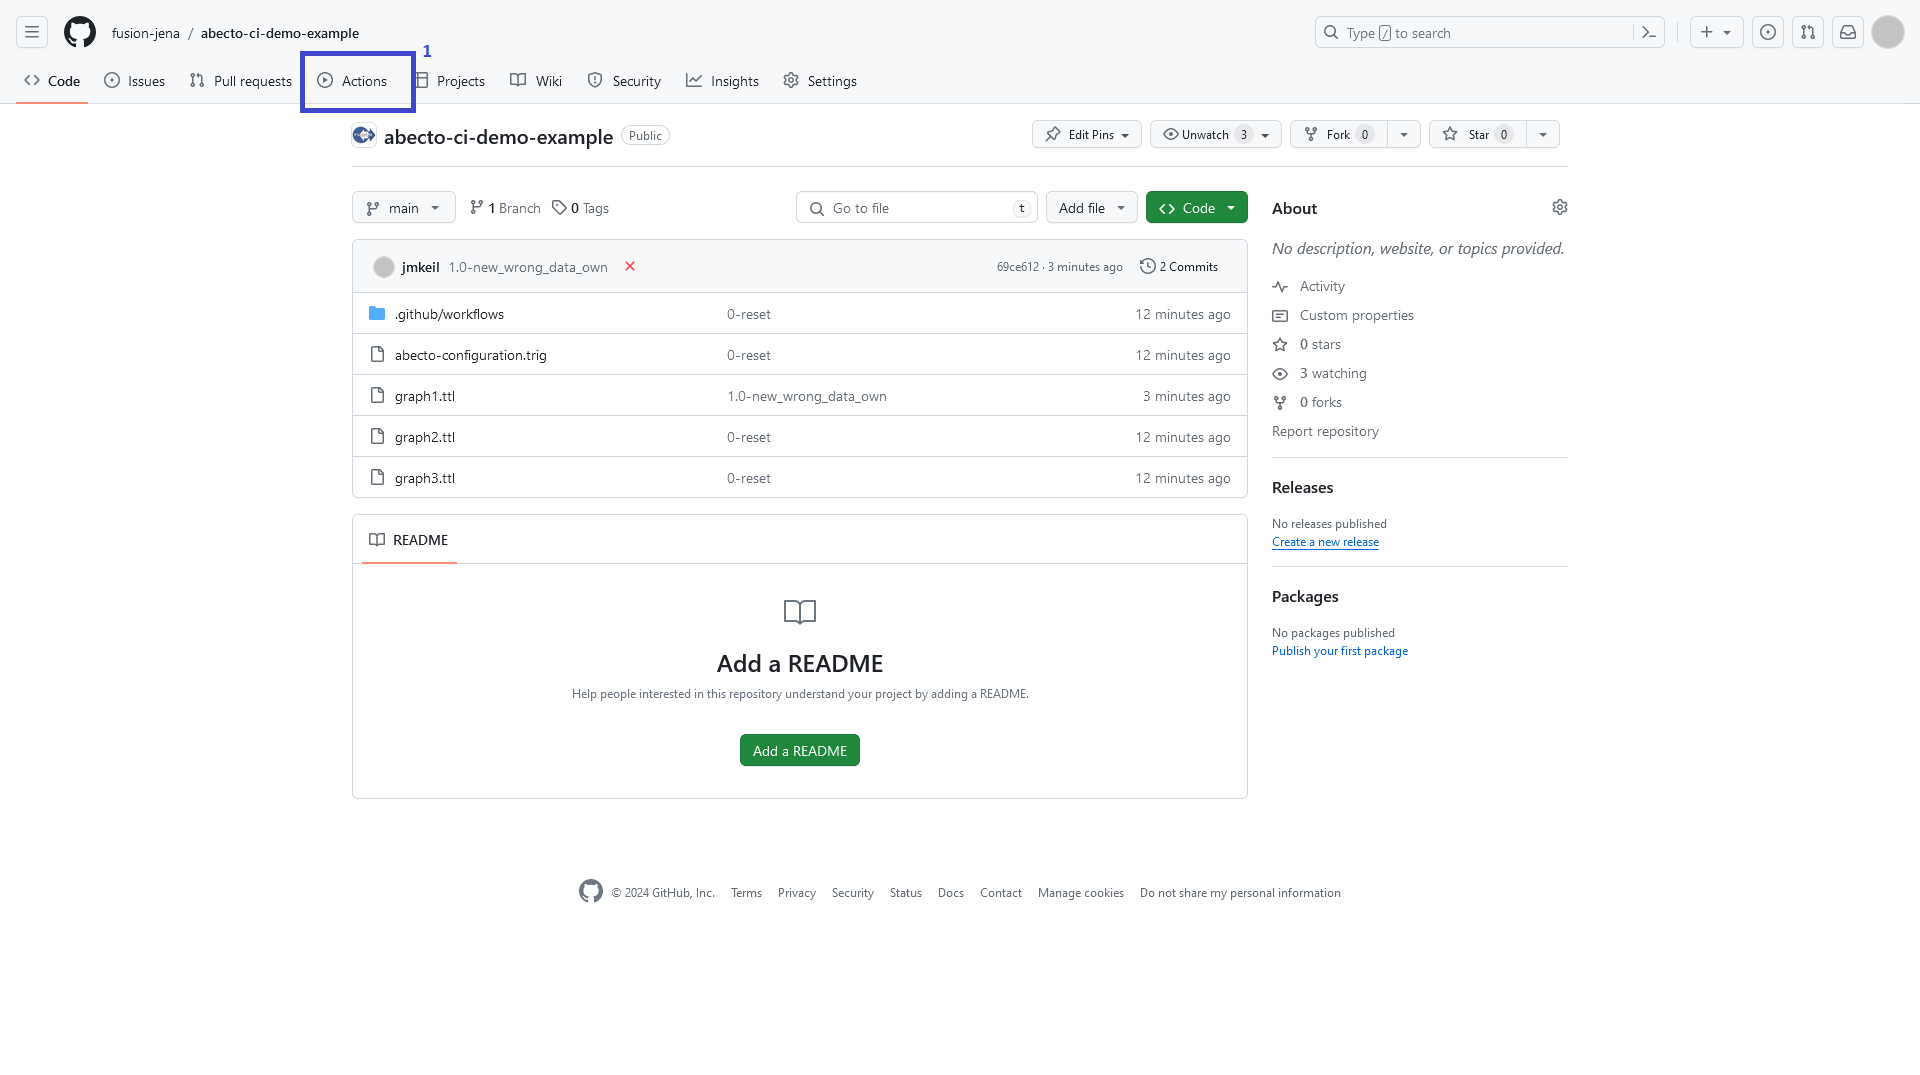 fusion-jena / abecto-ci-demo-example
Type / to search
1
Code Issues Pull requests Actions Projects Wiki Security Insights Settings
abecto-ci-demo-example Public
Edit Pins Unwatch 3 Fork 0 Star 0
main 1 Branch 0 Tags Go to file t Add file Code
About
No description, website, or topics provided.
jmkeil 1.0-new_wrong_data_own 69ce612 · 3 minutes ago 2 Commits
.github/workflows 0-reset 12 minutes ago
abecto-configuration.trig 0-reset 12 minutes ago
graph1.ttl 1.0-new_wrong_data_own 3 minutes ago
graph2.ttl 0-reset 12 minutes ago
graph3.ttl 0-reset 12 minutes ago
Activity
Custom properties
0 stars
3 watching
0 forks
Report repository
Releases
No releases published
Create a new release
Packages
No packages published
Publish your first package
README
Add a README
Help people interested in this repository understand your project by adding a README.
Add a README
© 2024 GitHub, Inc. Terms Privacy Security Status Docs Contact Manage cookies Do not share my personal information